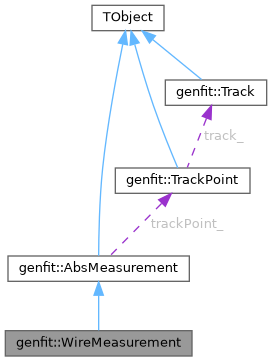 TObject
genfit::Track
track_
genfit::TrackPoint
trackPoint_
genfit::AbsMeasurement
genfit::WireMeasurement